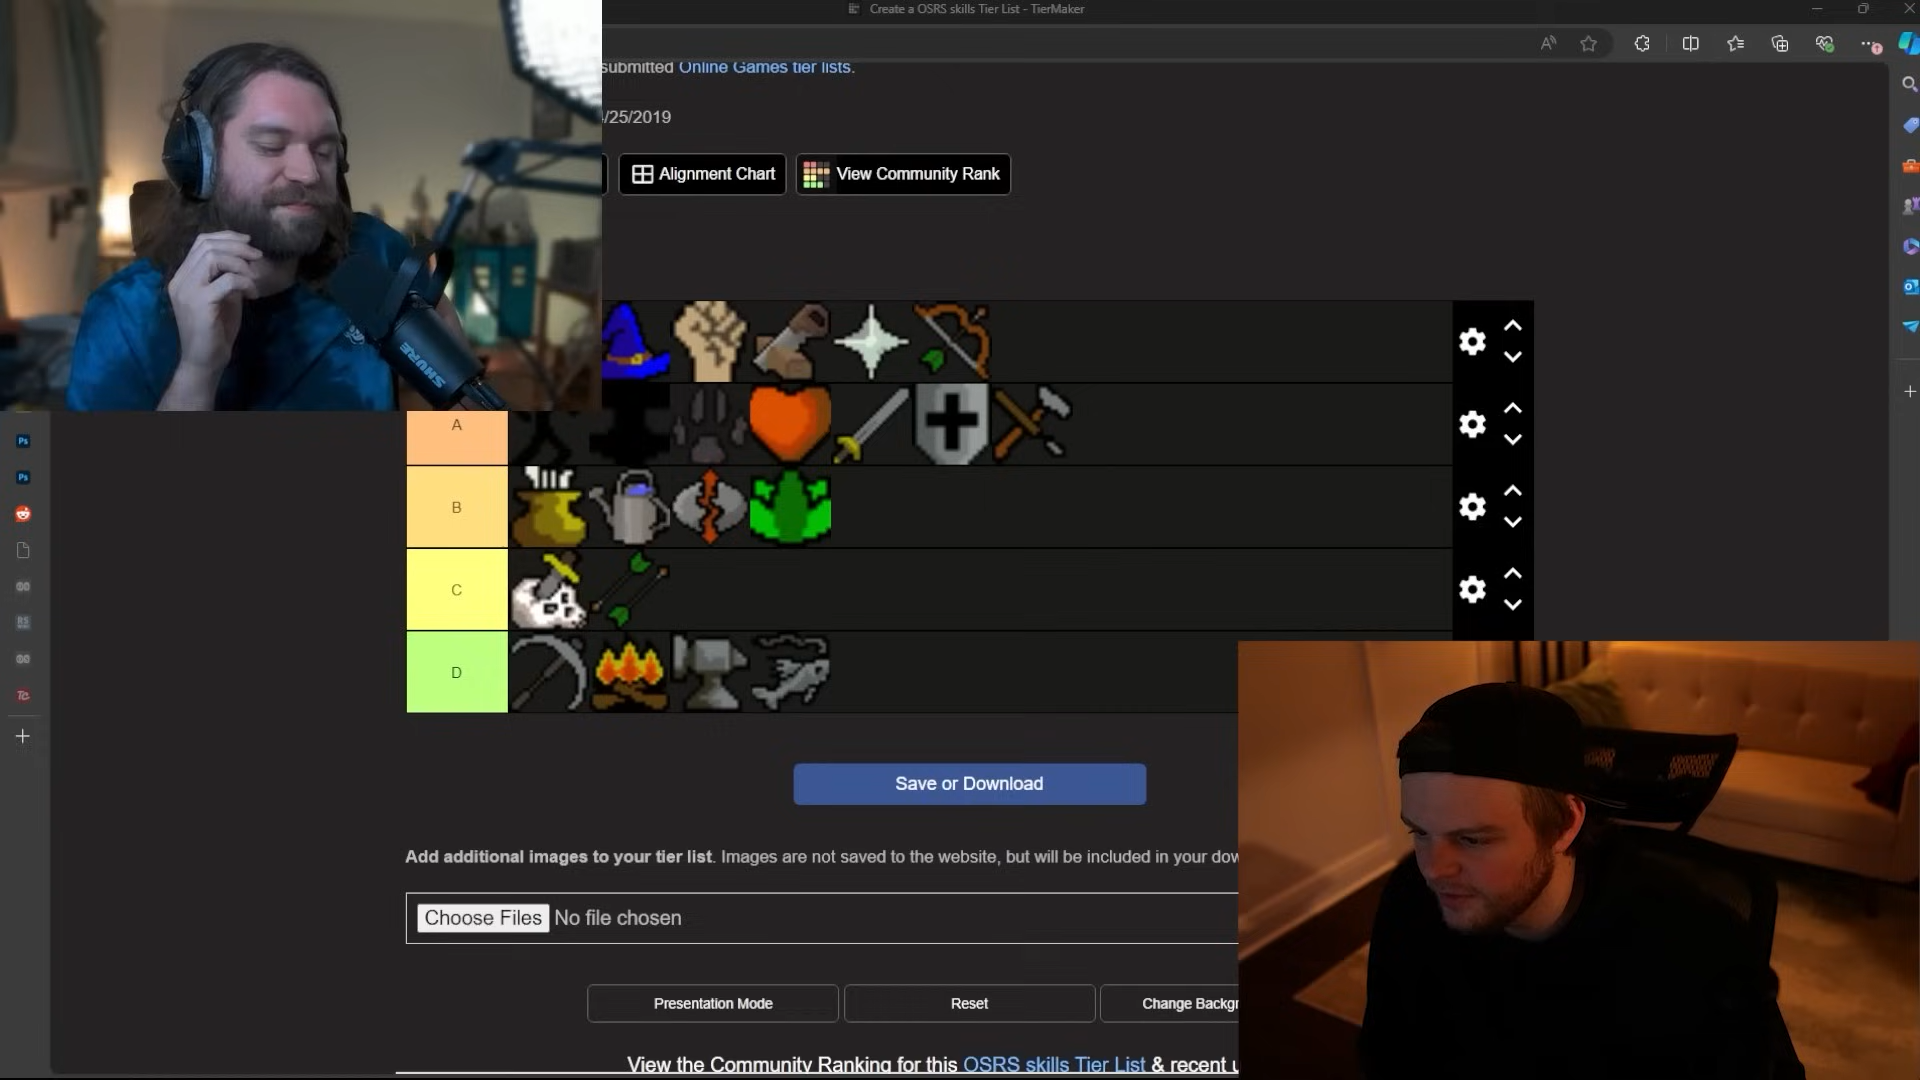 Create a OSRS skills Tier List - TierMaker
submitted Online Games tier lists.
/25/2019
Alignment Chart
View Community Rank
SHURE
A
B
C
D
Ps
Ps
RS
Save or Download
Add additional images to your tier list. Images are not saved to the website, but will be included in your dow
Choose Files No file chosen
Presentation Mode
Reset
Change Backgr
View the Community Ranking for this OSRS skills Tier List & recent u